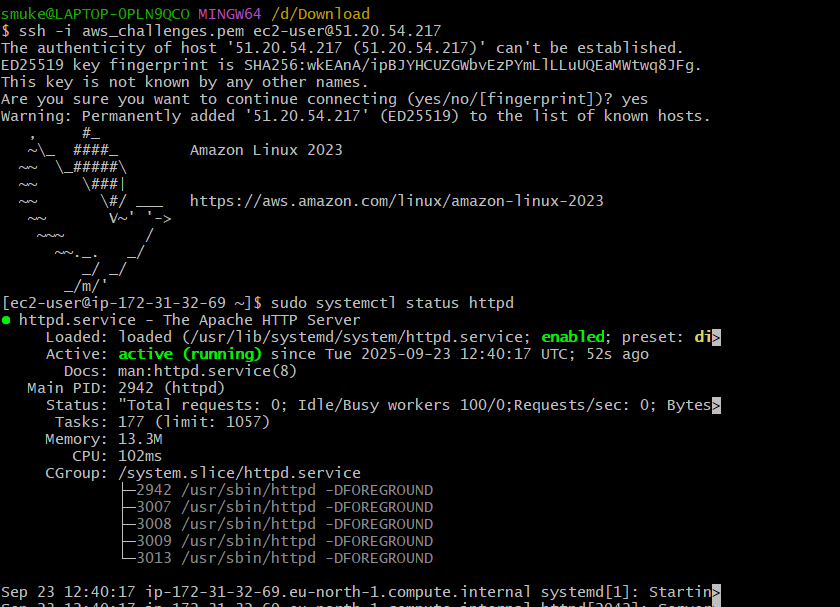 smuke@LAPTOP-0PLN9QCO MINGW64 /d/Download
$ ssh -i aws_challenges.pem ec2-user@51.20.54.217
The authenticity of host '51.20.54.217 (51.20.54.217)' can't be established.
ED25519 key fingerprint is SHA256:wkEAnA/ipBJYHCUZGWbvEzPYmLlLLuUQEaMWtwq8JFg.
This key is not known by any other names.
Are you sure you want to continue connecting (yes/no/[fingerprint])? yes
Warning: Permanently added '51.20.54.217' (ED25519) to the list of known hosts.
   ,     #_
   ~\_  ####_        Amazon Linux 2023
  ~~  \_#####\
  ~~     \###|
  ~~       \#/ ___   https://aws.amazon.com/linux/amazon-linux-2023
   ~~       V~' '->
    ~~~         /
      ~~._.   _/
         _/ _/
       _/m/'
[ec2-user@ip-172-31-32-69 ~]$ sudo systemctl status httpd
● httpd.service - The Apache HTTP Server
     Loaded: loaded (/usr/lib/systemd/system/httpd.service; enabled; preset: di>
     Active: active (running) since Tue 2025-09-23 12:40:17 UTC; 52s ago
       Docs: man:httpd.service(8)
   Main PID: 2942 (httpd)
     Status: "Total requests: 0; Idle/Busy workers 100/0;Requests/sec: 0; Bytes>
      Tasks: 177 (limit: 1057)
     Memory: 13.3M
        CPU: 102ms
     CGroup: /system.slice/httpd.service
             ├─2942 /usr/sbin/httpd -DFOREGROUND
             ├─3007 /usr/sbin/httpd -DFOREGROUND
             ├─3008 /usr/sbin/httpd -DFOREGROUND
             ├─3009 /usr/sbin/httpd -DFOREGROUND
             └─3013 /usr/sbin/httpd -DFOREGROUND
Sep 23 12:40:17 ip-172-31-32-69.eu-north-1.compute.internal systemd[1]: Startin>